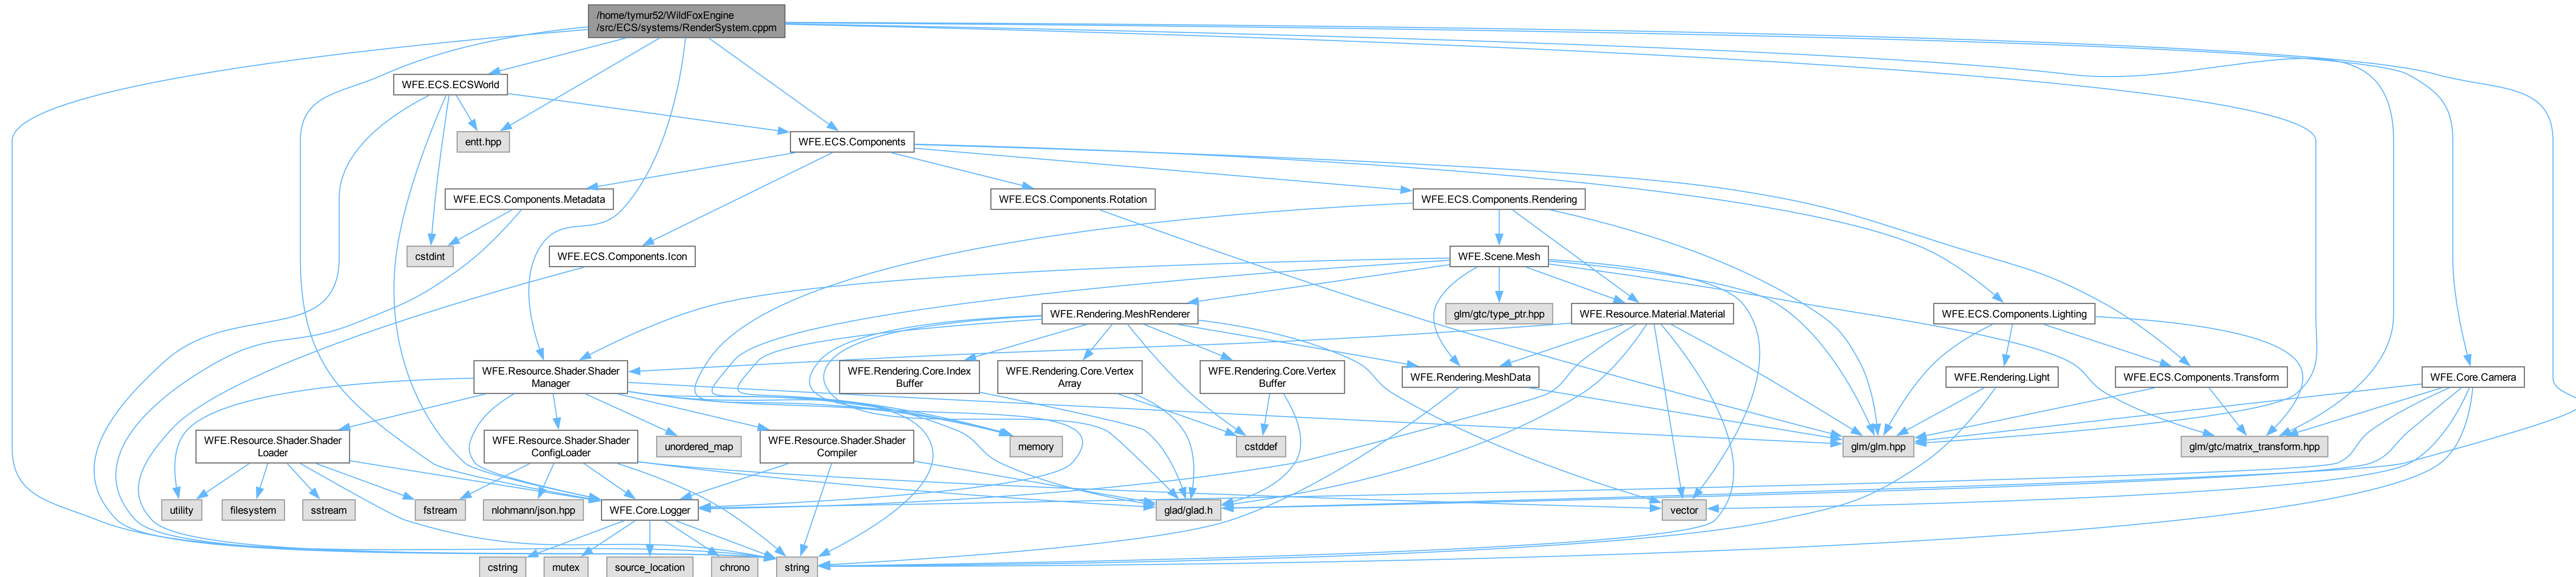 /home/tymur52/WildFoxEngine
/src/ECS/systems/RenderSystem.cppm
WFE.ECS.ECSWorld
entt.hpp
WFE.ECS.Components
WFE.ECS.Components.Metadata
WFE.ECS.Components.Rotation
WFE.ECS.Components.Rendering
cstdint
WFE.ECS.Components.Icon
WFE.Scene.Mesh
WFE.Rendering.MeshRenderer
glm/gtc/type_ptr.hpp
WFE.Resource.Material.Material
WFE.ECS.Components.Lighting
WFE.Resource.Shader.Shader
Manager
WFE.Rendering.Core.Index
Buffer
WFE.Rendering.Core.Vertex
Array
WFE.Rendering.Core.Vertex
Buffer
WFE.Rendering.MeshData
WFE.Rendering.Light
WFE.ECS.Components.Transform
WFE.Core.Camera
WFE.Resource.Shader.Shader
Loader
WFE.Resource.Shader.Shader
ConfigLoader
unordered_map
WFE.Resource.Shader.Shader
Compiler
memory
cstddef
glm/glm.hpp
glm/gtc/matrix_transform.hpp
utility
filesystem
sstream
fstream
nlohmann/json.hpp
WFE.Core.Logger
glad/glad.h
vector
cstring
mutex
source_location
chrono
string